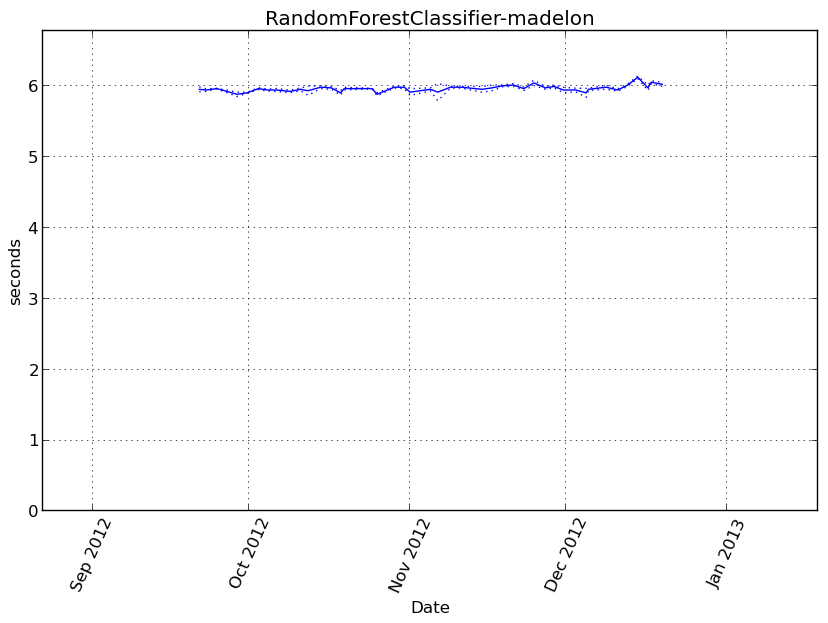 RandomForestClassifier-madelon
6
5
4
3
2
1
0
seconds
Sep 2012
Oct 2012
Nov 2012
Dec 2012
Jan 2013
Date